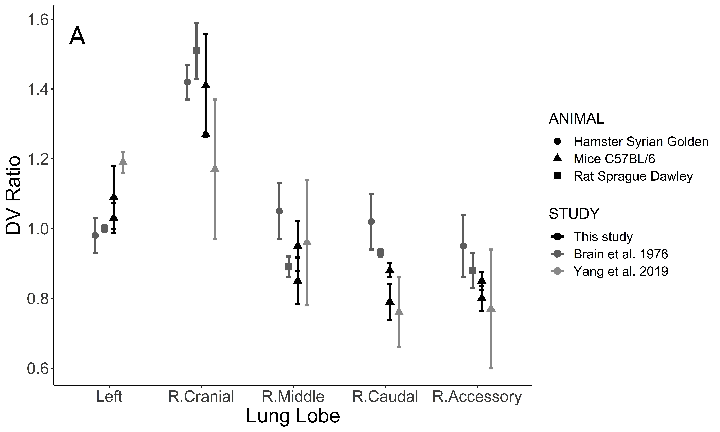 A
1.6
1.4
1.2
1.0
0.8
0.6
DV Ratio
Left R.Cranial R.Middle R.Caudal R.Accessory
Lung Lobe
ANIMAL
Hamster Syrian Golden
Mice C57BL/6
Rat Sprague Dawley
STUDY
This study
Brain et al. 1976
Yang et al. 2019